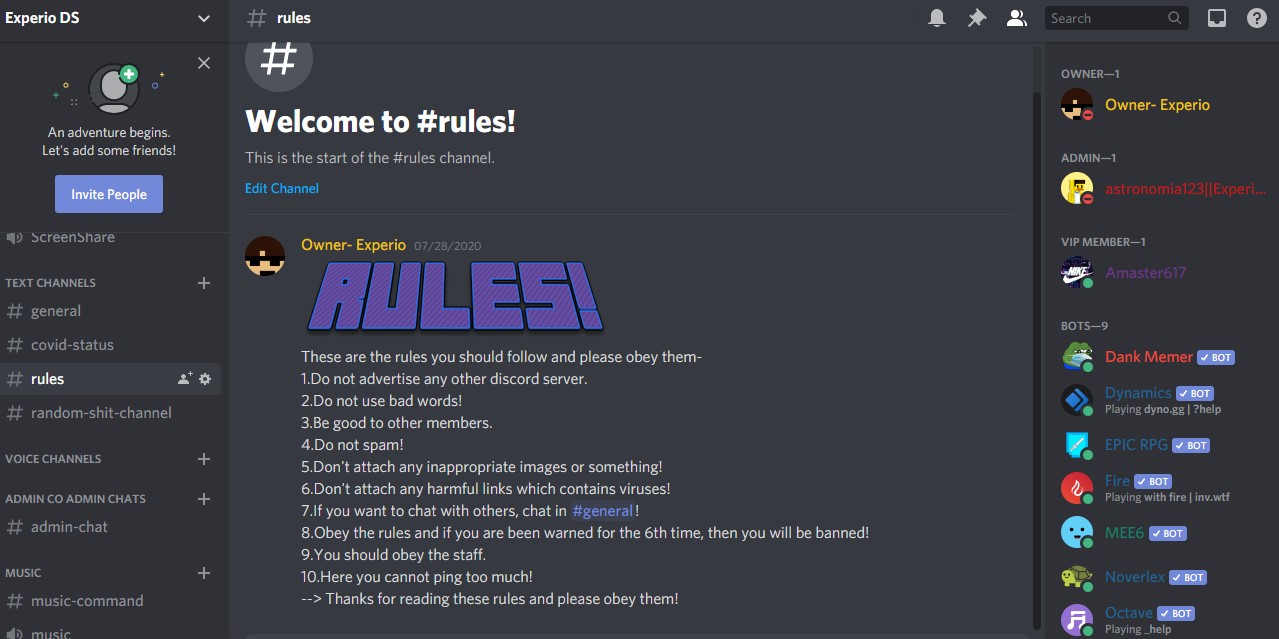 Experio DS
rules
Search
An adventure begins.
Let's add some friends!
Invite People
ScreenShare
TEXT CHANNELS
general
covid-status
rules
random-shit-channel
VOICE CHANNELS
ADMIN CO ADMIN CHATS
admin-chat
MUSIC
music-command
music
Welcome to #rules!
This is the start of the #rules channel.
Edit Channel
Owner- Experio 07/28/2020
RULES!
These are the rules you should follow and please obey them-
1.Do not advertise any other discord server.
2.Do not use bad words!
3.Be good to other members.
4.Do not spam!
5.Don't attach any inappropriate images or something!
6.Don't attach any harmful links which contains viruses!
7.If you want to chat with others, chat in #general!
8.Obey the rules and if you are been warned for the 6th time, then you will be banned!
9.You should obey the staff.
10.Here you cannot ping too much!
--> Thanks for reading these rules and please obey them!
OWNER—1
Owner- Experio
ADMIN—1
astronomia123||Experi...
VIP MEMBER—1
NIKE
Amaster617
BOTS—9
Dank Memer BOT
Dynamics BOT
Playing dyno.gg | ?help
EPIC RPG BOT
Fire BOT
Playing with fire | inv.wtf
MEE6 BOT
Noverlex BOT
Octave BOT
Playing _help